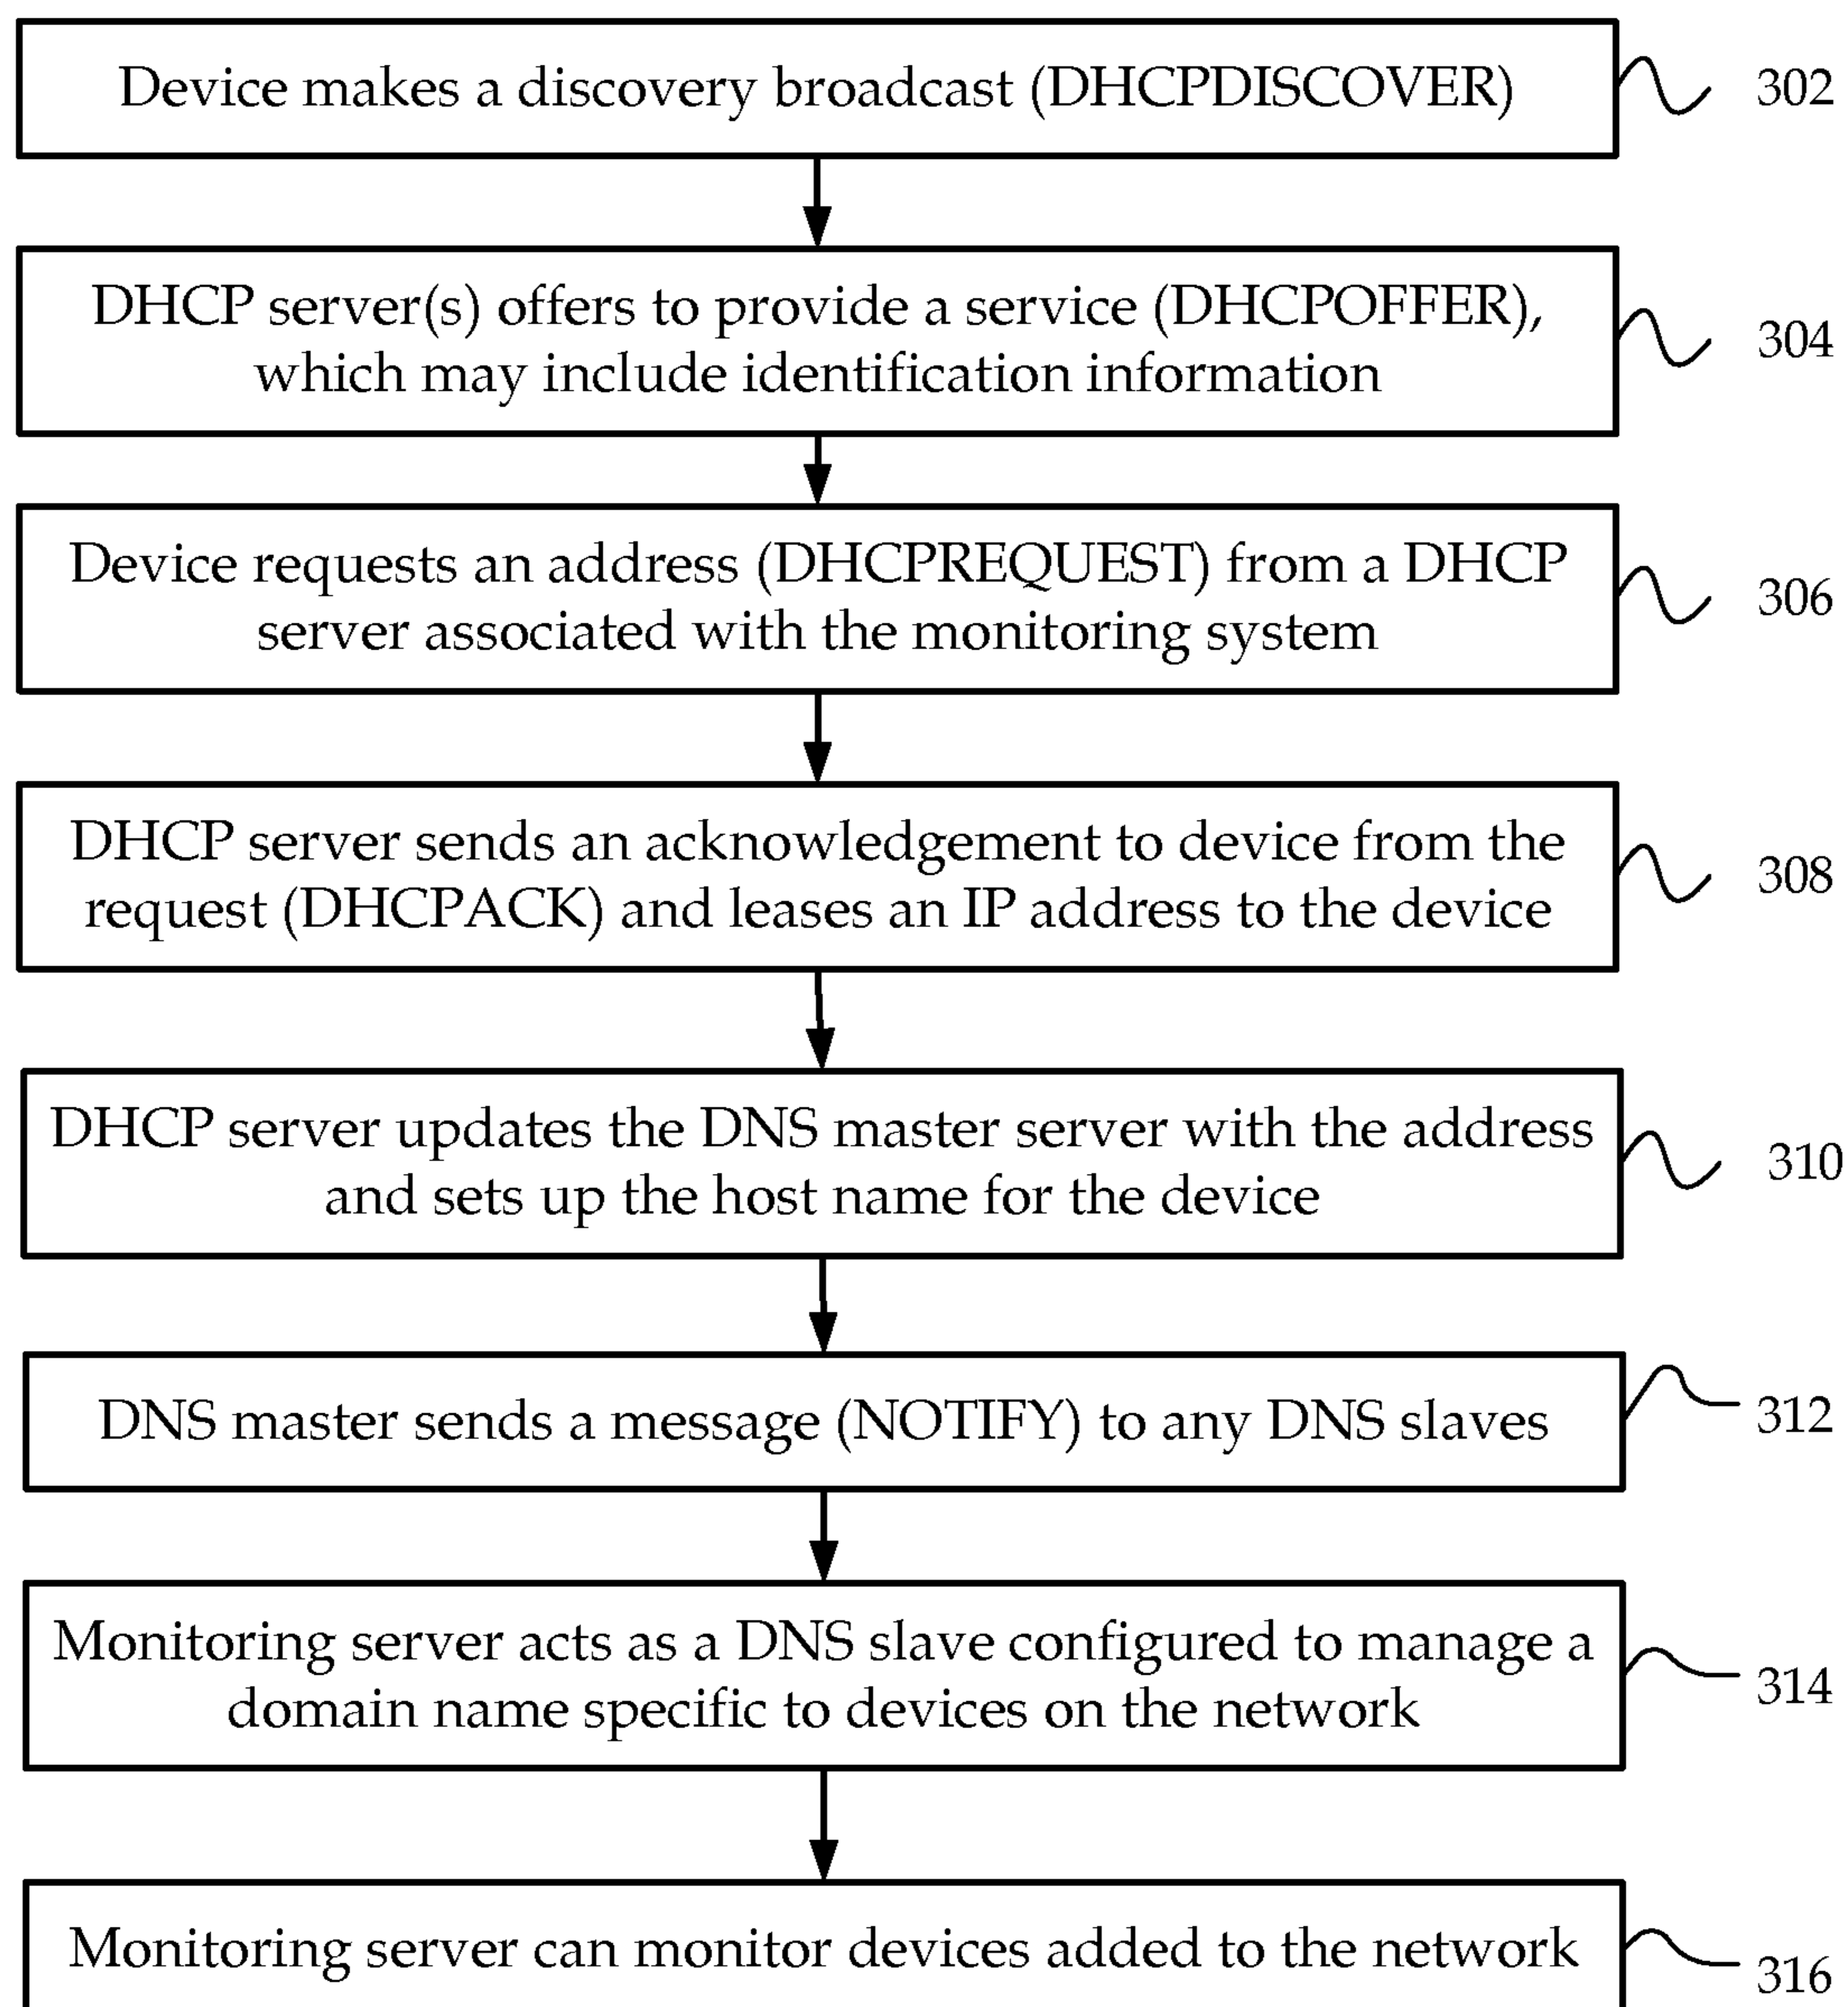 Device makes a discovery broadcast (DHCPDISCOVER)
302
DHCP server(s) offers to provide a service (DHCPOFFER),
which may include identification information
304
Device requests an address (DHCPREQUEST) from a DHCP
server associated with the monitoring system
306
DHCP server sends an acknowledgement to device from the
request (DHCPACK) and leases an IP address to the device
308
DHCP server updates the DNS master server with the address
and sets up the host name for the device
310
DNS master sends a message (NOTIFY) to any DNS slaves
312
Monitoring server acts as a DNS slave configured to manage a
domain name specific to devices on the network
314
Monitoring server can monitor devices added to the network
316